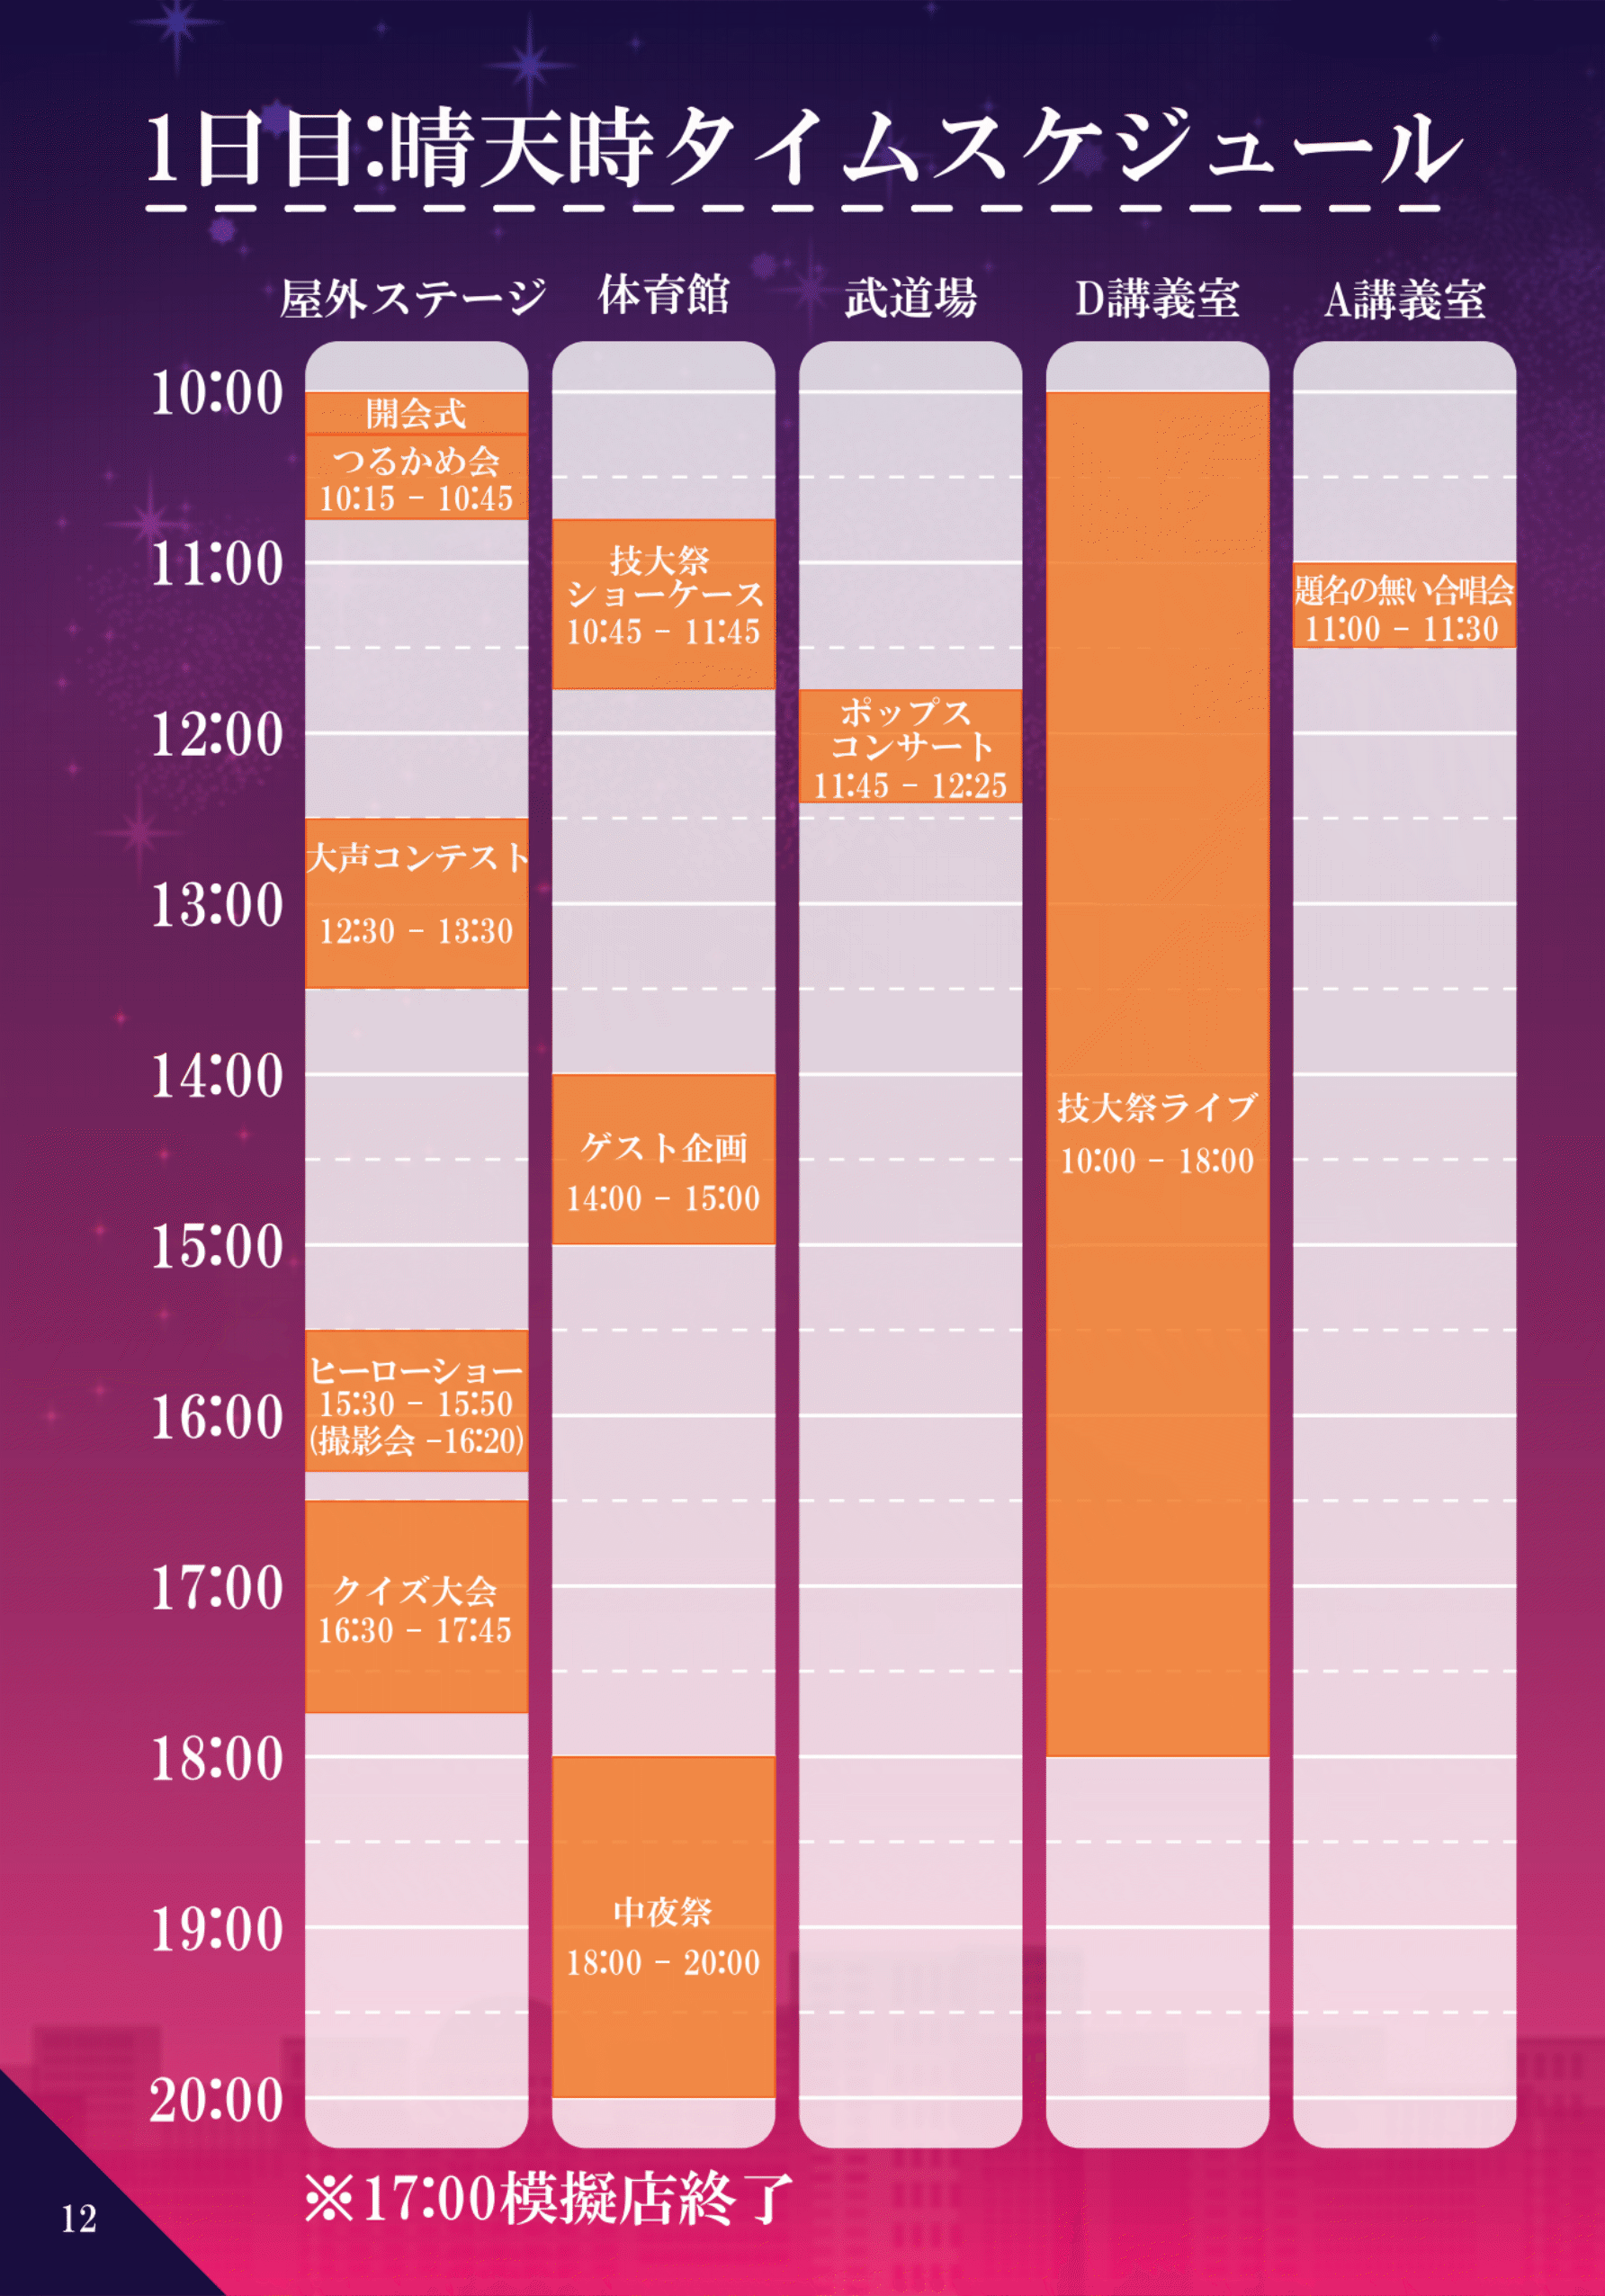 1日目:晴天時タイムスケジュール
屋外ステージ
体育館
武道場
D講義室
A講義室
10:00
11:00
12:00
13:00
14:00
15:00
16:00
17:00
18:00
19:00
20:00
開会式
つるかめ会
10:15 - 10:45
大声コンテスト
12:30 - 13:30
ヒーローショー
15:30 - 15:50
(撮影会 -16:20)
クイズ大会
16:30 - 17:45
技大祭
ショーケース
10:45 - 11:45
ゲスト企画
14:00 - 15:00
中夜祭
18:00 - 20:00
ポップス
コンサート
11:45 - 12:25
技大祭ライブ
10:00 - 18:00
題名の無い合唱会
11:00 - 11:30
※17:00模擬店終了
12